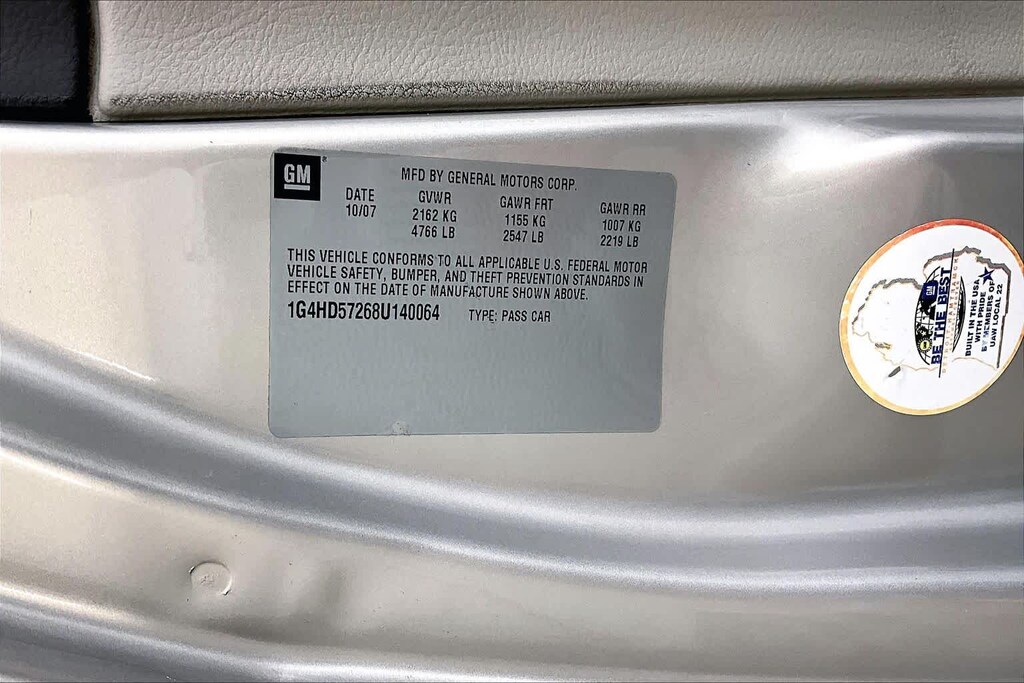 GM
MFD BY GENERAL MOTORS CORP.
DATE GVWR GAWR FRT GAWR RR
10/07 2162 KG 1155 KG 1007 KG
4766 LB 2547 LB 2219 LB
THIS VEHICLE CONFORMS TO ALL APPLICABLE U.S. FEDERAL MOTOR
VEHICLE SAFETY, BUMPER, AND THEFT PREVENTION STANDARDS IN
EFFECT ON THE DATE OF MANUFACTURE SHOWN ABOVE.
1G4HD57268U140064 TYPE: PASS CAR
GM
BE THE BEST
BUILT IN THE USA
WITH PRIDE
BY MEMBERS OF
UAW LOCAL 22